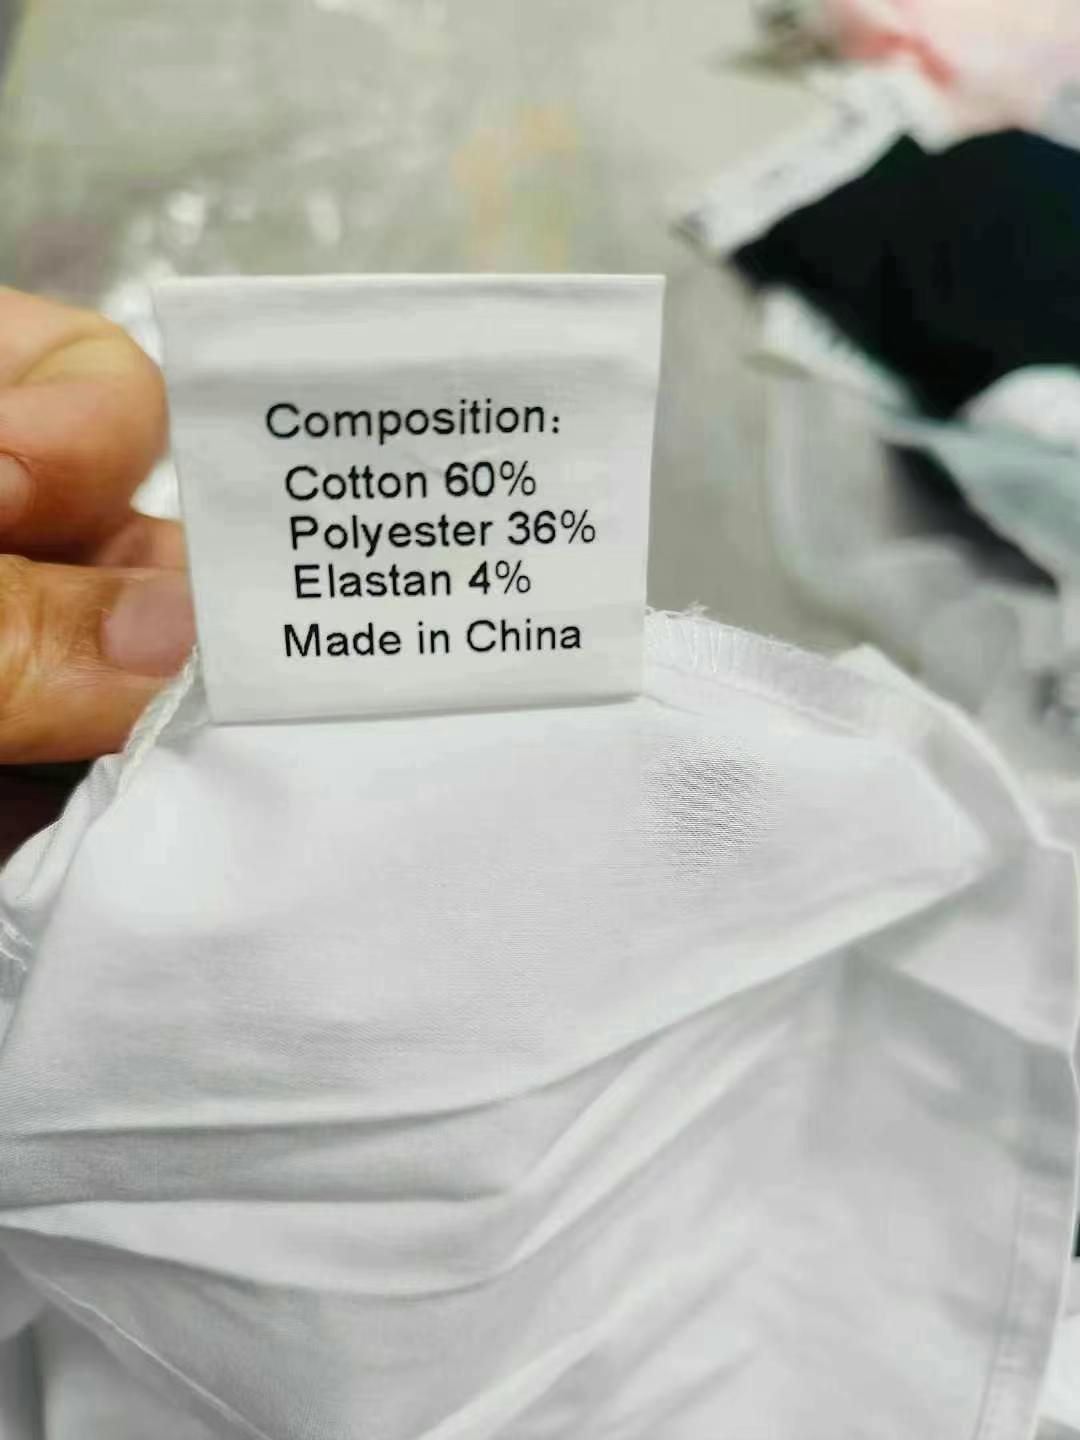 Composition:
Cotton 60%
Polyester 36%
Elastan 4%
Made in China